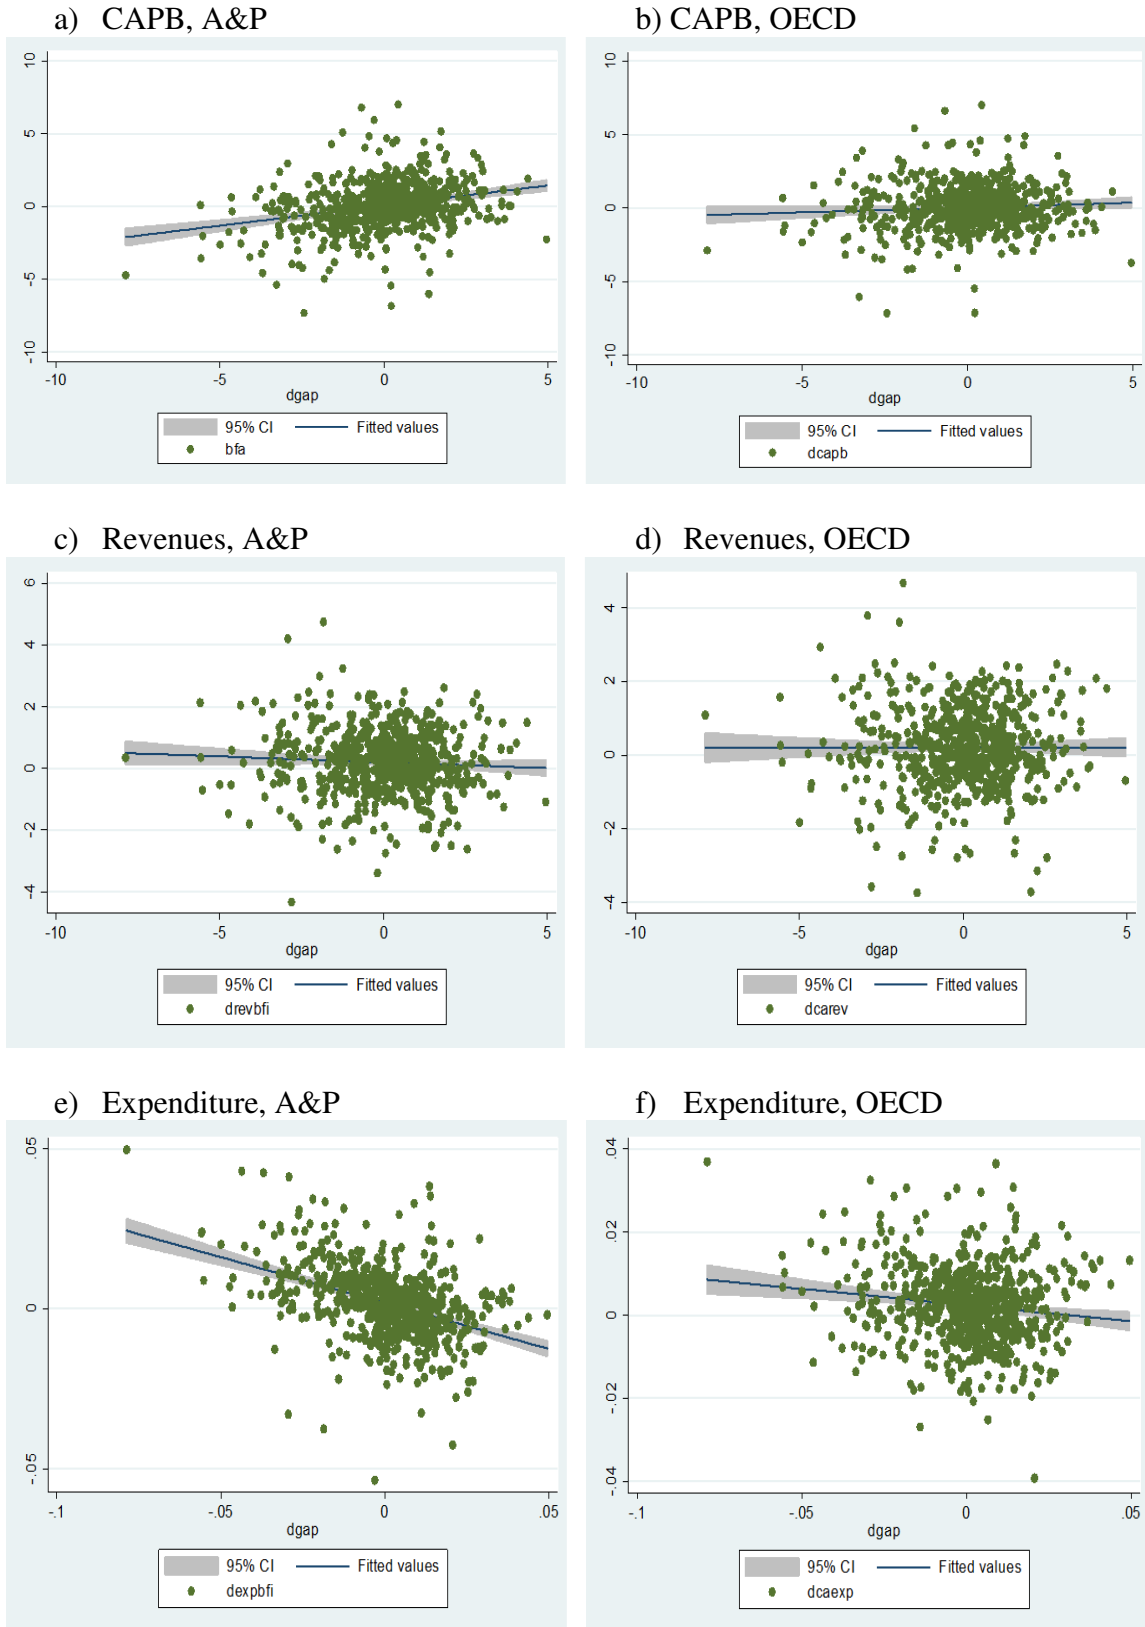 a) CAPB, A&P
b) CAPB, OECD
10
5
0
-5
-10
-10 -5 0 5
dgap
95% CI Fitted values
bfa
10
5
0
-5
-10
-10 -5 0 5
dgap
95% CI Fitted values
dcapb
c) Revenues, A&P
d) Revenues, OECD
6
4
2
0
-2
-4
-10 -5 0 5
dgap
95% CI Fitted values
drevbfi
4
2
0
-2
-4
-10 -5 0 5
dgap
95% CI Fitted values
dcarev
e) Expenditure, A&P
f) Expenditure, OECD
.05
0
-.05
-.1 -.05 0 .05
dgap
95% CI Fitted values
dexpbfi
.04
.02
0
-.02
-.04
-.1 -.05 0 .05
dgap
95% CI Fitted values
dcaexp